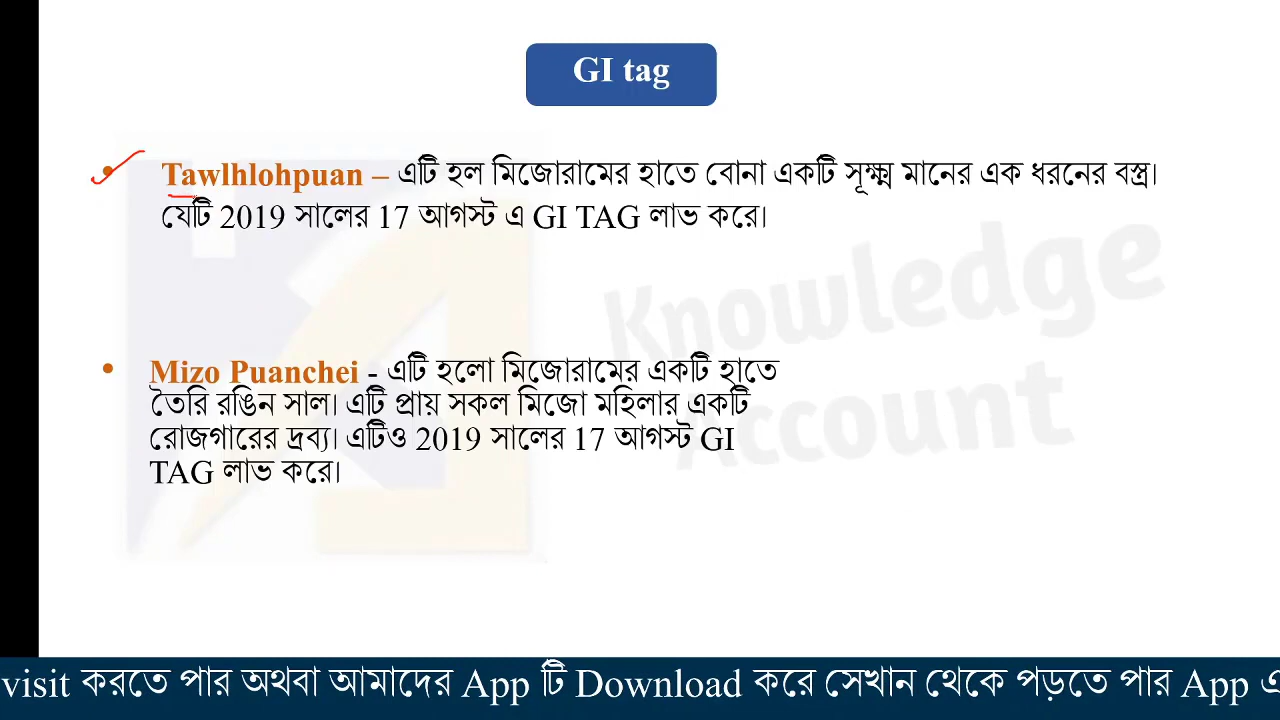 GI tag
Tawlhlohpuan – এটি হল মিজোরামের হাতে বোনা একটি সূক্ষ্ম মানের এক ধরনের বস্ত্র।
যেটি 2019 সালের 17 আগস্ট এ GI TAG লাভ করে।
Knowledge
Account
Mizo Puanchei - এটি হলো মিজোরামের একটি হাতে
তৈরি রঙিন সাল। এটি প্রায় সকল মিজো মহিলার একটি
রোজগারের দ্রব্য। এটিও 2019 সালের 17 আগস্ট GI
TAG লাভ করে।
visit করতে পার অথবা আমাদের App টি Download করে সেখান থেকে পড়তে পার App এ